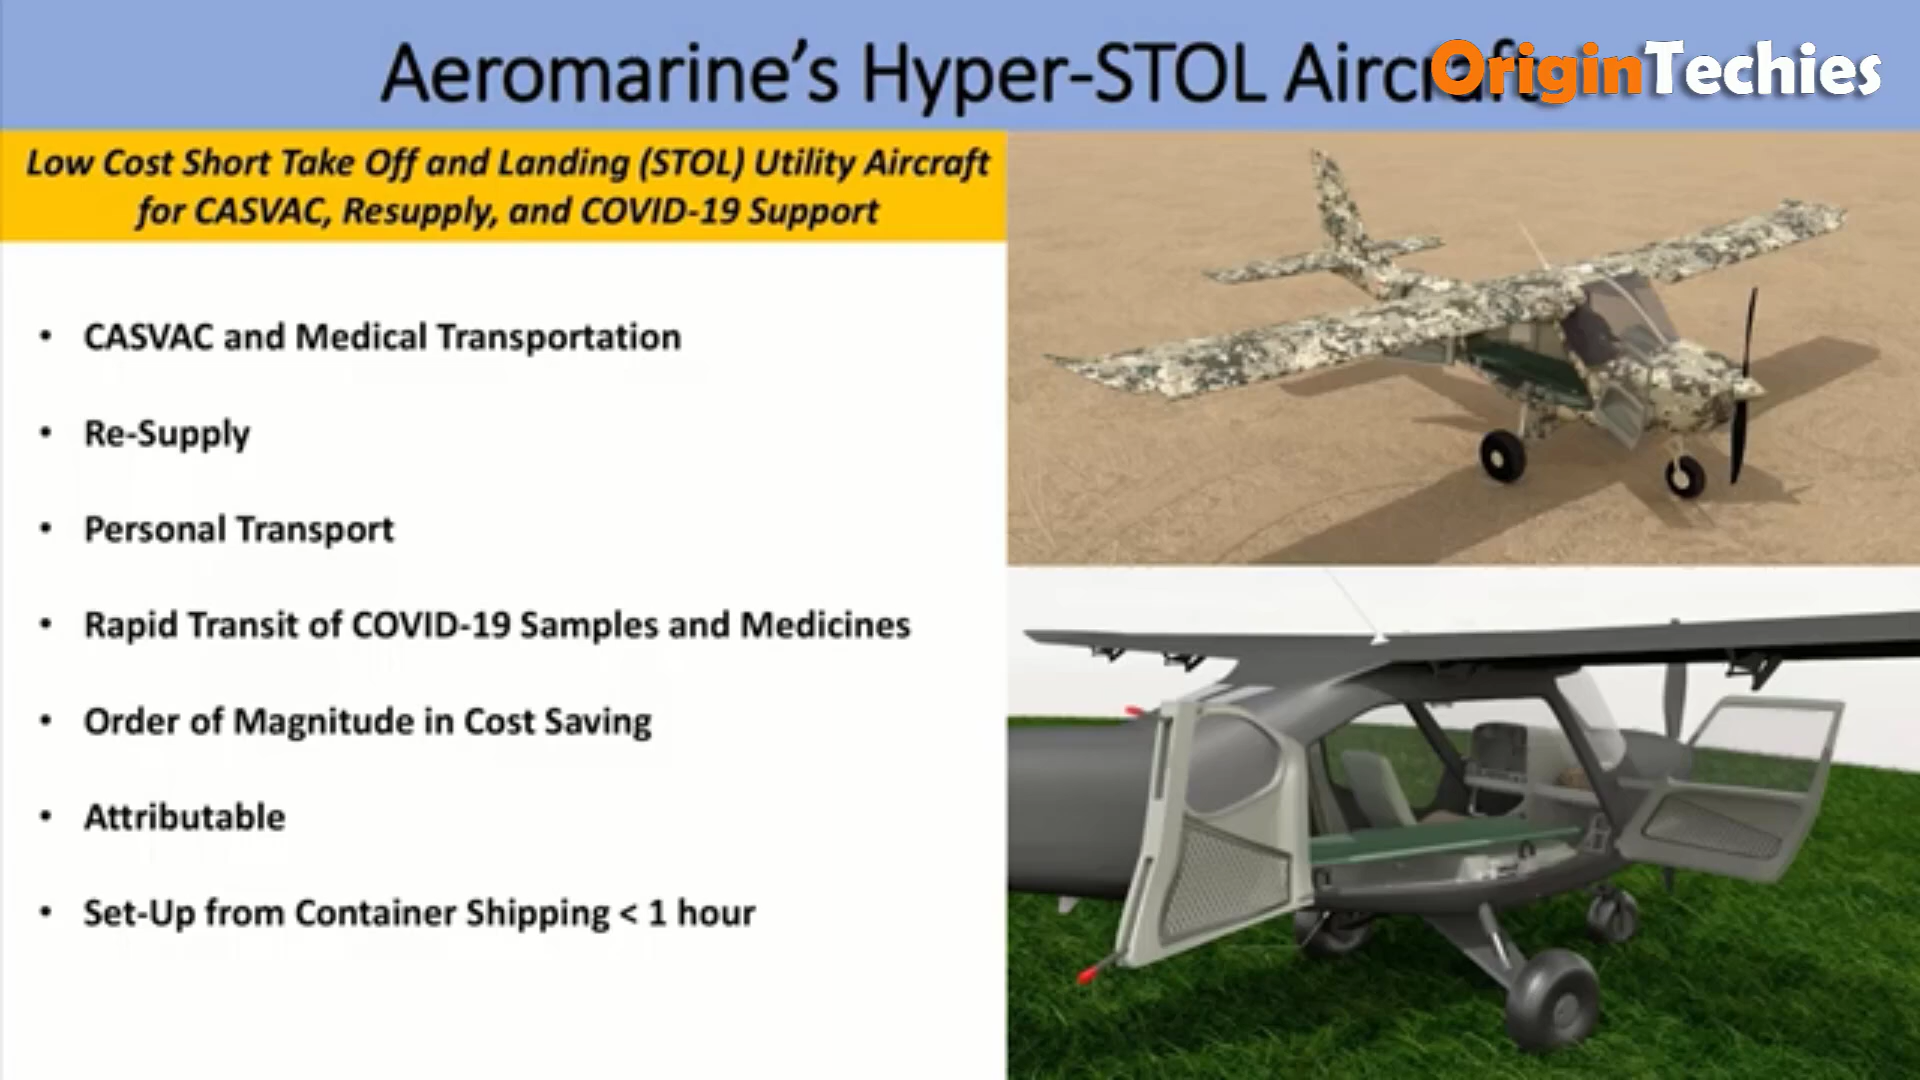 Aeromarine's Hyper-STOL Aircraft
OriginTechies
Low Cost Short Take Off and Landing (STOL) Utility Aircraft
for CASVAC, Resupply, and COVID-19 Support
• CASVAC and Medical Transportation
• Re-Supply
• Personal Transport
• Rapid Transit of COVID-19 Samples and Medicines
• Order of Magnitude in Cost Saving
• Attributable
• Set-Up from Container Shipping < 1 hour